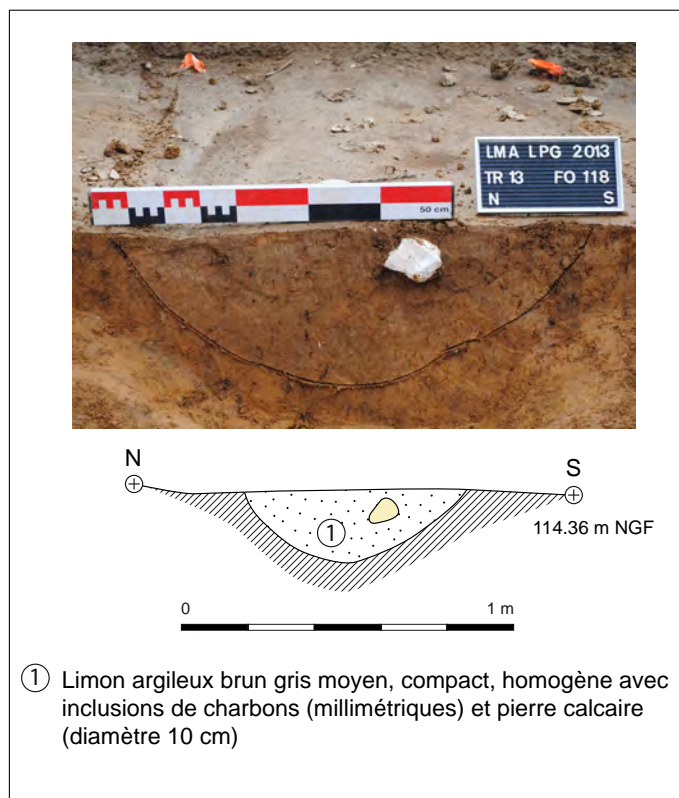 LMA LPG 2013
TR 13 FO 118
N S
50 cm
N S
1
114.36 m NGF
0 1 m
1 Limon argileux brun gris moyen, compact, homogène avec
inclusions de charbons (millimétriques) et pierre calcaire
(diamètre 10 cm)